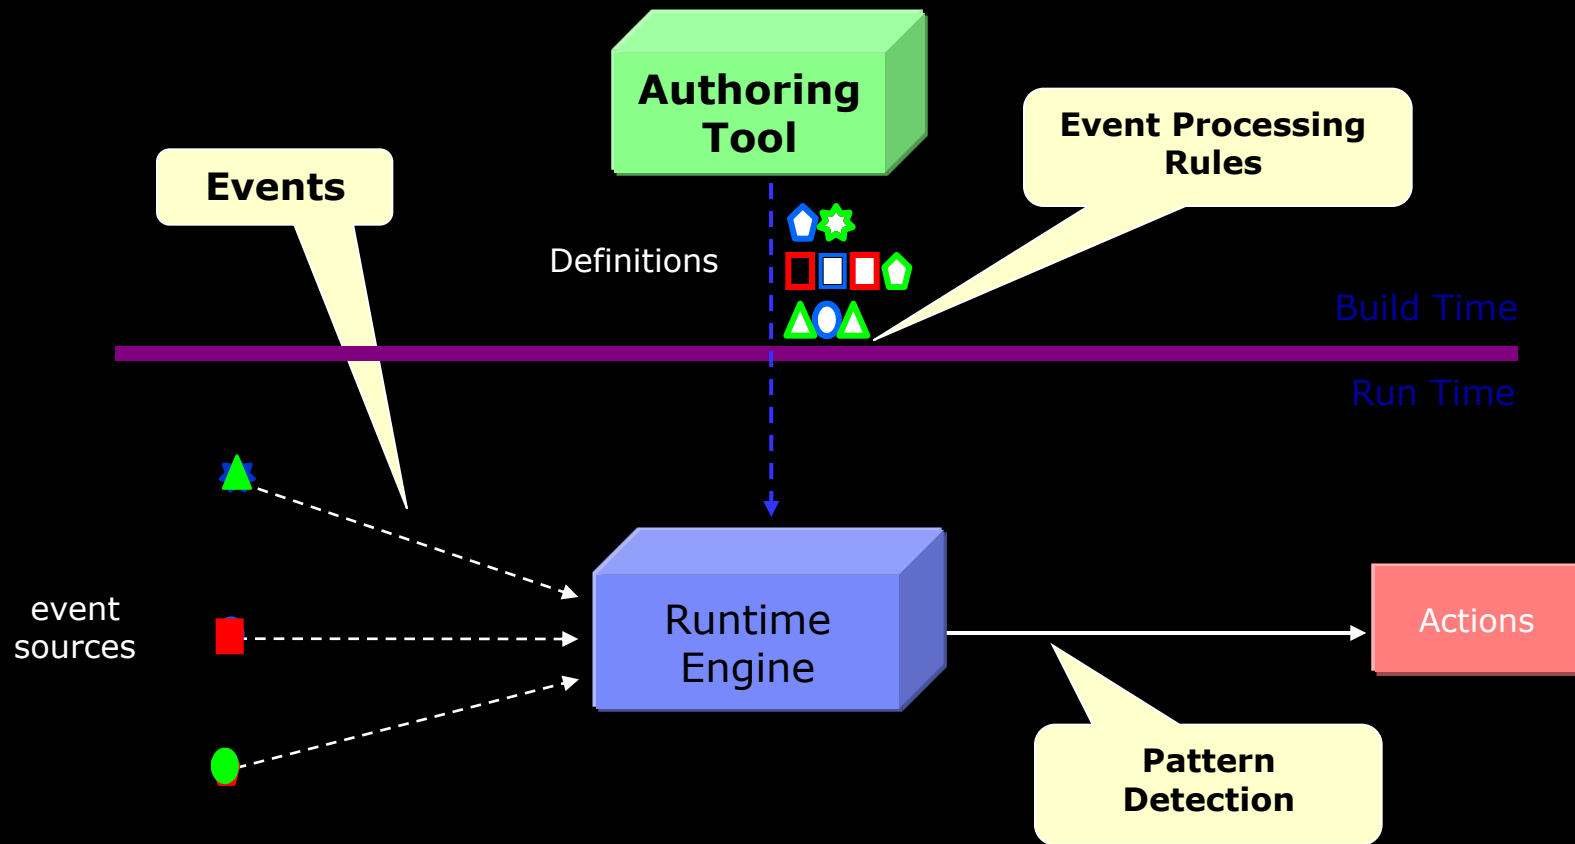 Authoring
Tool
Event Processing
Rules
Events
Definitions
Build Time
Run Time
event
sources
Runtime
Engine
Actions
Pattern
Detection